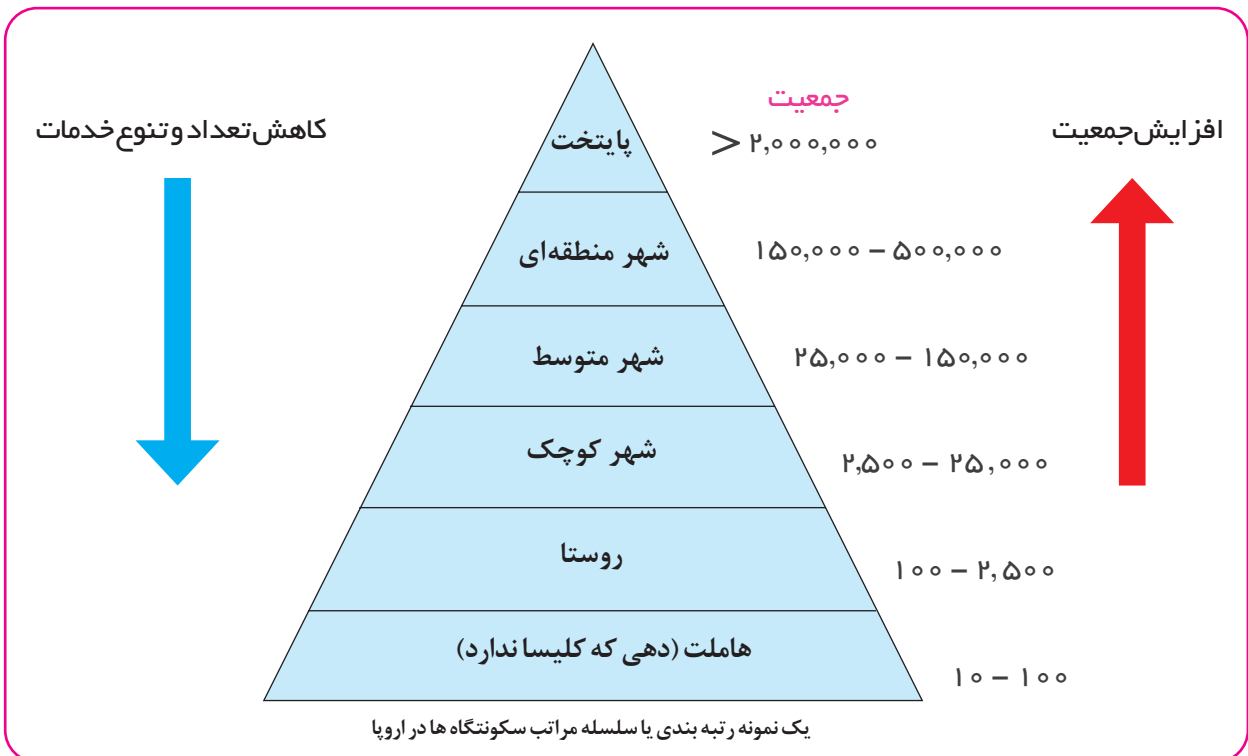 جمعیت
کاهش تعداد و تنوع خدمات
افزایش جمعیت
پایتخت
> ۲,۰۰۰,۰۰۰
شهر منطقه‌ای
۱۵۰,۰۰۰ – ۵۰۰,۰۰۰
شهر متوسط
۲۵,۰۰۰ – ۱۵۰,۰۰۰
شهر کوچک
۲,۵۰۰ – ۲۵,۰۰۰
روستا
۱۰۰ – ۲,۵۰۰
هاملت (دهی که کلیسا ندارد)
۱۰ – ۱۰۰
یک نمونه رتبه بندی یا سلسله مراتب سکونتگاه ها در اروپا